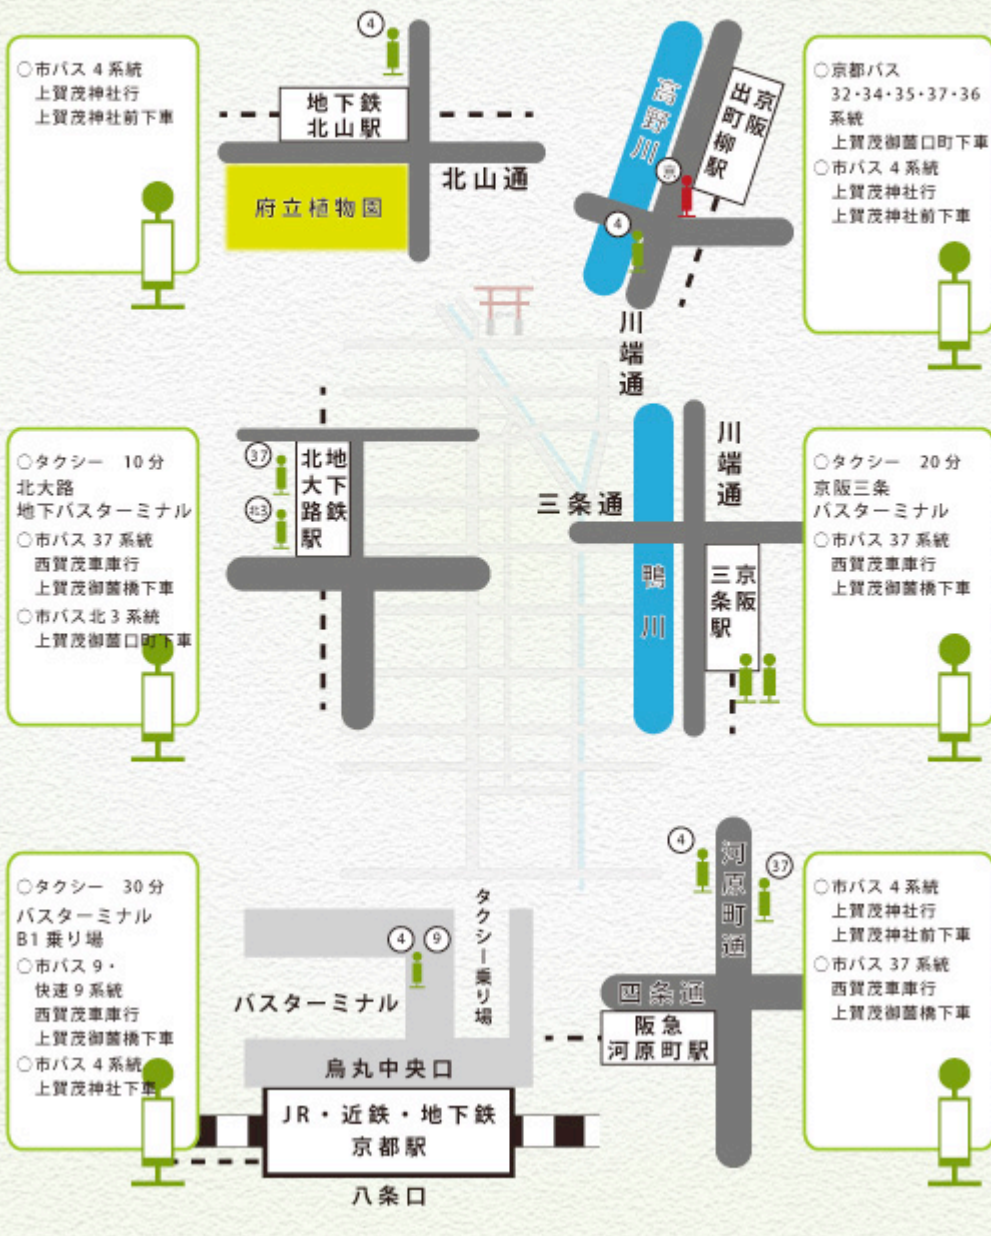 ○市バス 4 系統
上賀茂神社行
上賀茂神社前下車
④
地下鉄
北山駅
北山通
府立植物園
高野川
京阪
出町柳駅
京
④
川端通
○京都バス
32・34・35・37・36
系統
上賀茂御薗口町下車
○市バス 4 系統
上賀茂神社行
上賀茂神社前下車
○タクシー 10 分
北大路
地下バスターミナル
○市バス 37 系統
西賀茂車庫行
上賀茂御薗橋下車
○市バス北 3 系統
上賀茂御薗口町下車
㊲
北3
地下鉄
北大路駅
三条通
川端通
鴨川
京阪
三条駅
○タクシー 20 分
京阪三条
バスターミナル
○市バス 37 系統
西賀茂車庫行
上賀茂御薗橋下車
○タクシー 30 分
バスターミナル
B1 乗り場
○市バス 9・
快速 9 系統
西賀茂車庫行
上賀茂御薗橋下車
○市バス 4 系統
上賀茂神社下車
④ ⑨
タクシー乗り場
バスターミナル
烏丸中央口
JR・近鉄・地下鉄
京都駅
八条口
④
㊲
河原町通
四条通
阪急
河原町駅
○市バス 4 系統
上賀茂神社行
上賀茂神社前下車
○市バス 37 系統
西賀茂車庫行
上賀茂御薗橋下車